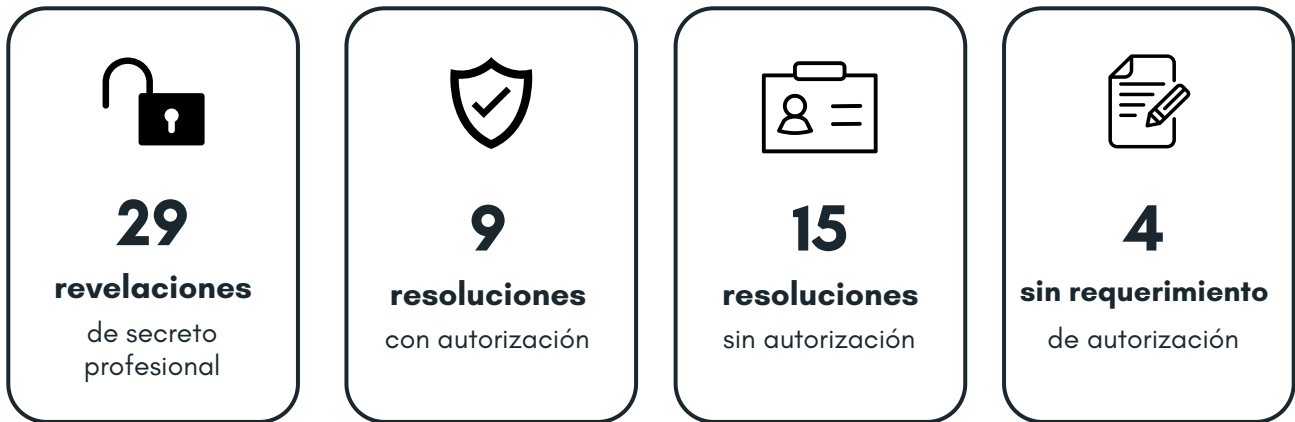 29
revelaciones
de secreto
profesional
9
resoluciones
con autorización
15
resoluciones
sin autorización
4
sin requerimiento
de autorización